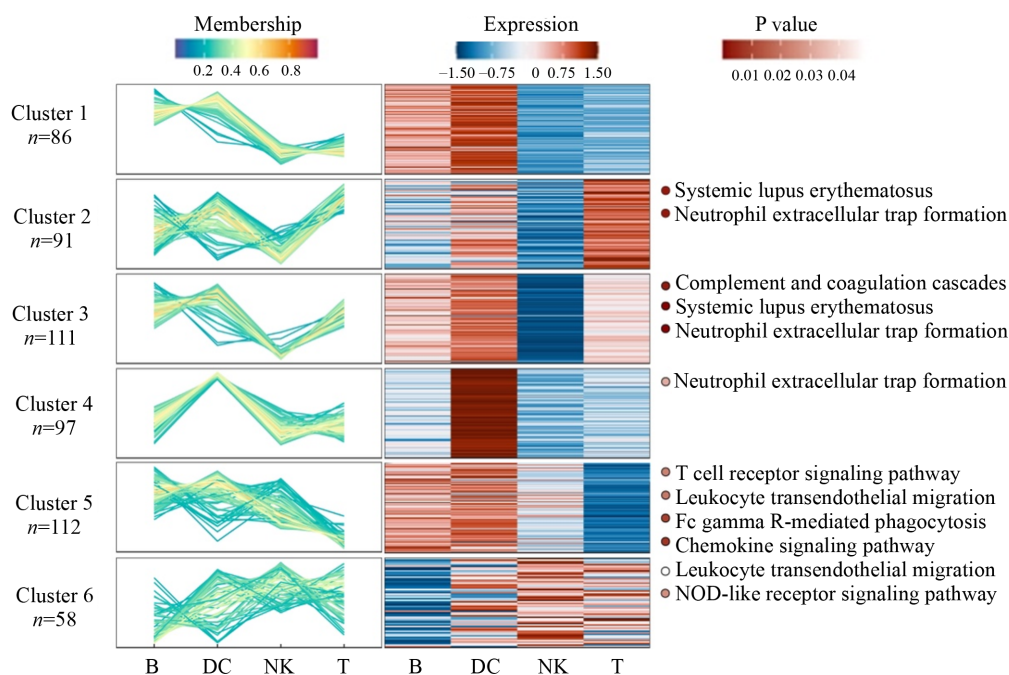 Membership Expression P value
0.2 0.4 0.6 0.8 −1.50 −0.75 0 0.75 1.50 0.01 0.02 0.03 0.04
Cluster 1
n=86
Cluster 2
n=91
Systemic lupus erythematosus
Neutrophil extracellular trap formation
Cluster 3
n=111
Complement and coagulation cascades
Systemic lupus erythematosus
Neutrophil extracellular trap formation
Cluster 4
n=97
Neutrophil extracellular trap formation
Cluster 5
n=112
T cell receptor signaling pathway
Leukocyte transendothelial migration
Fc gamma R-mediated phagocytosis
Chemokine signaling pathway
Cluster 6
n=58
Leukocyte transendothelial migration
NOD-like receptor signaling pathway
B DC NK T B DC NK T